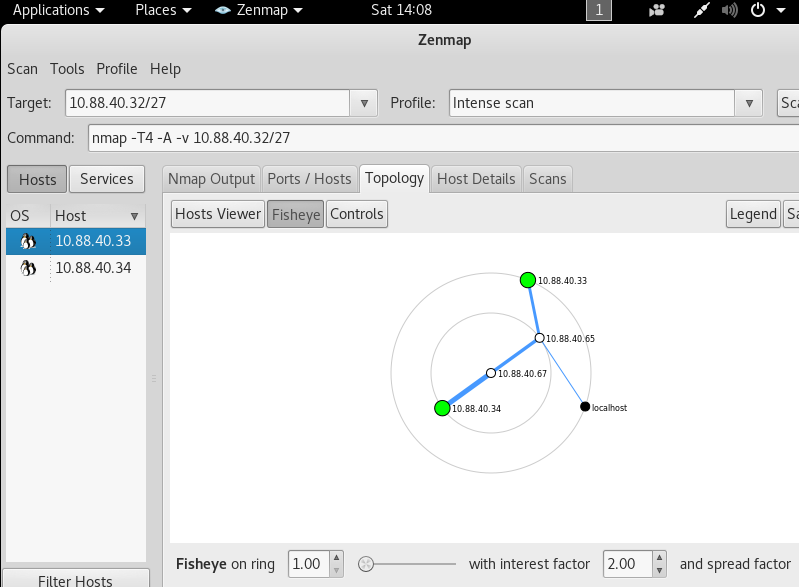 Applications Places Zenmap Sat 14:08 1
Zenmap
Scan Tools Profile Help
Target: 10.88.40.32/27 Profile: Intense scan
Command: nmap -T4 -A -v 10.88.40.32/27
Hosts Services Nmap Output Ports / Hosts Topology Host Details Scans
OS Host Hosts Viewer Fisheye Controls Legend
10.88.40.33
10.88.40.34
10.88.40.33
10.88.40.65
10.88.40.67
10.88.40.34
localhost
Fisheye on ring 1.00 with interest factor 2.00 and spread factor
Filter Hosts